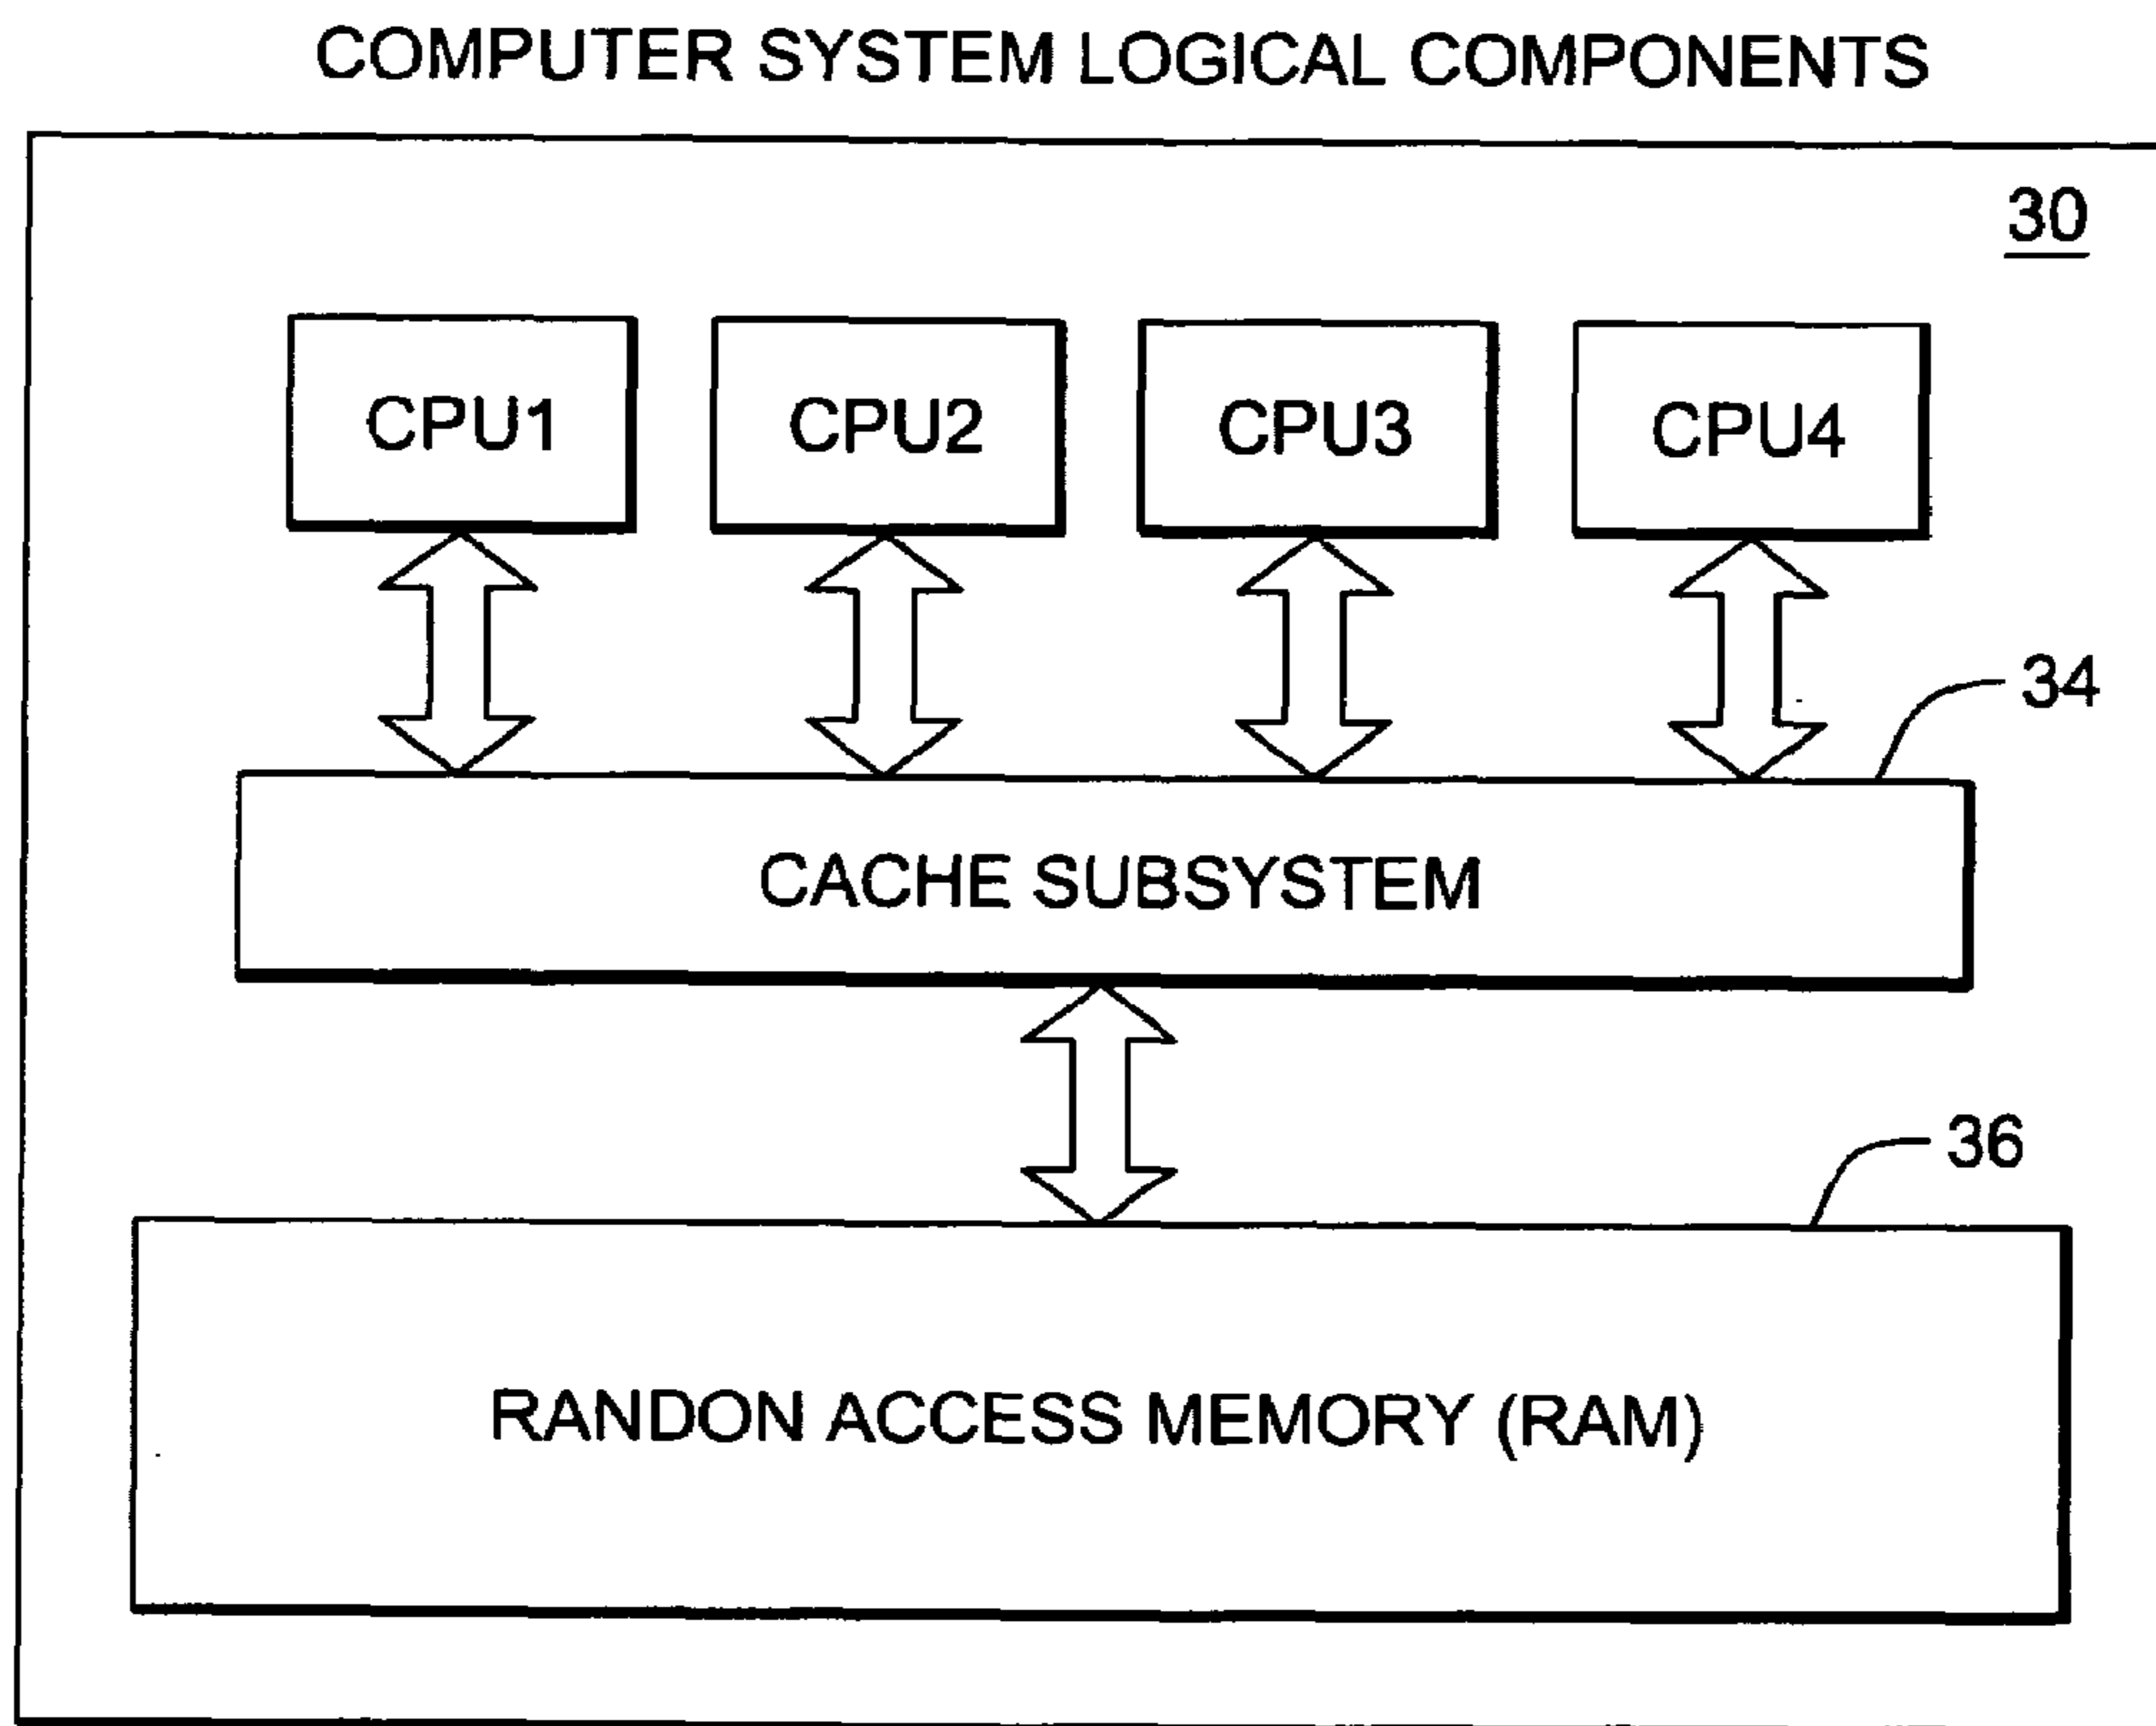 COMPUTER SYSTEM LOGICAL COMPONENTS
30
CPU1 CPU2 CPU3 CPU4
34
CACHE SUBSYSTEM
36
RANDON ACCESS MEMORY (RAM)